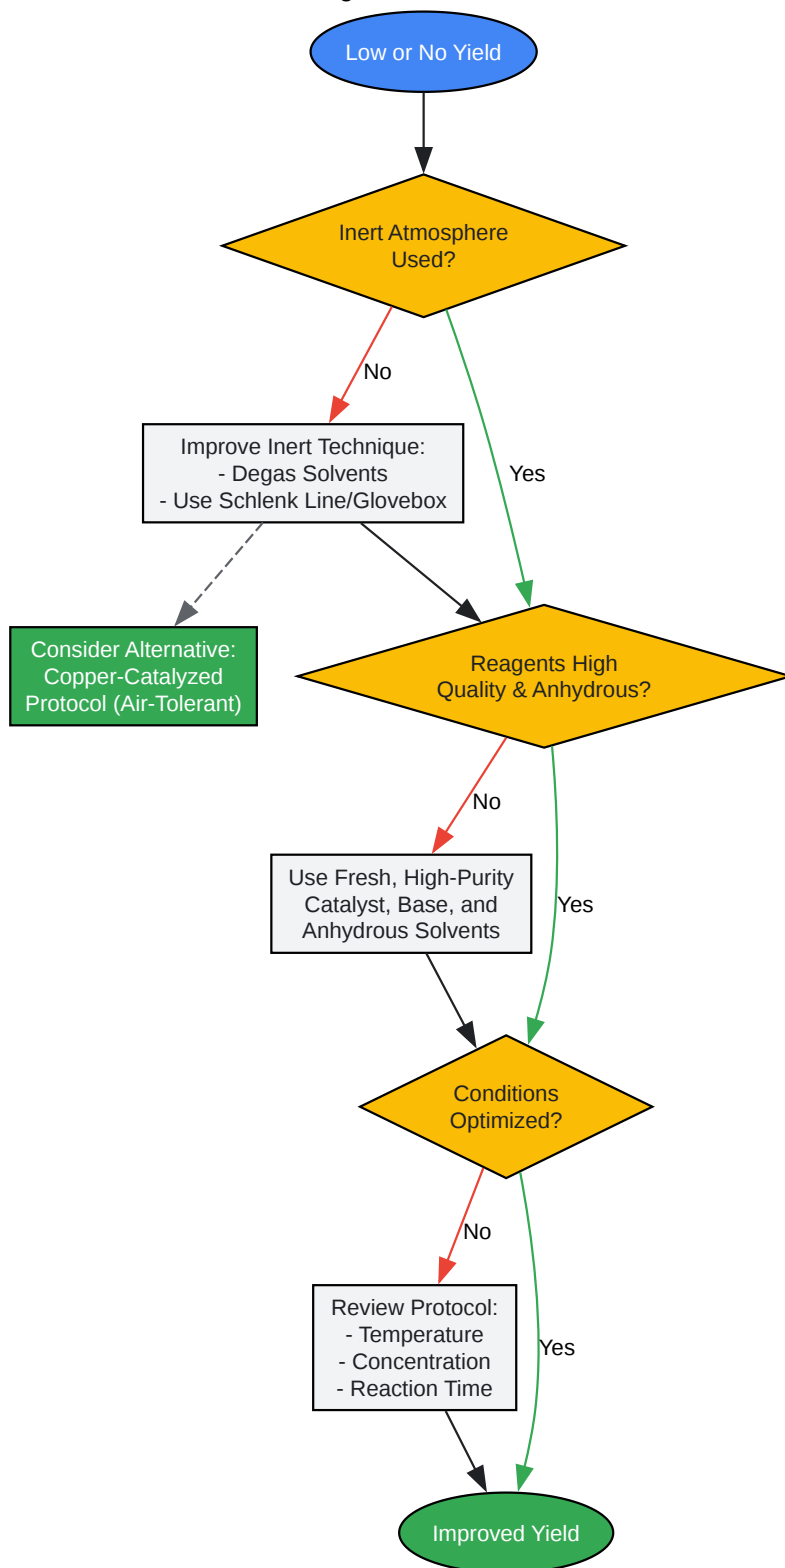 Low or No Yield
Inert Atmosphere
Used?
No
Yes
Improve Inert Technique:
- Degas Solvents
- Use Schlenk Line/Glovebox
Consider Alternative:
Copper-Catalyzed
Protocol (Air-Tolerant)
Reagents High
Quality & Anhydrous?
No
Yes
Use Fresh, High-Purity
Catalyst, Base, and
Anhydrous Solvents
Conditions
Optimized?
No
Yes
Review Protocol:
- Temperature
- Concentration
- Reaction Time
Improved Yield